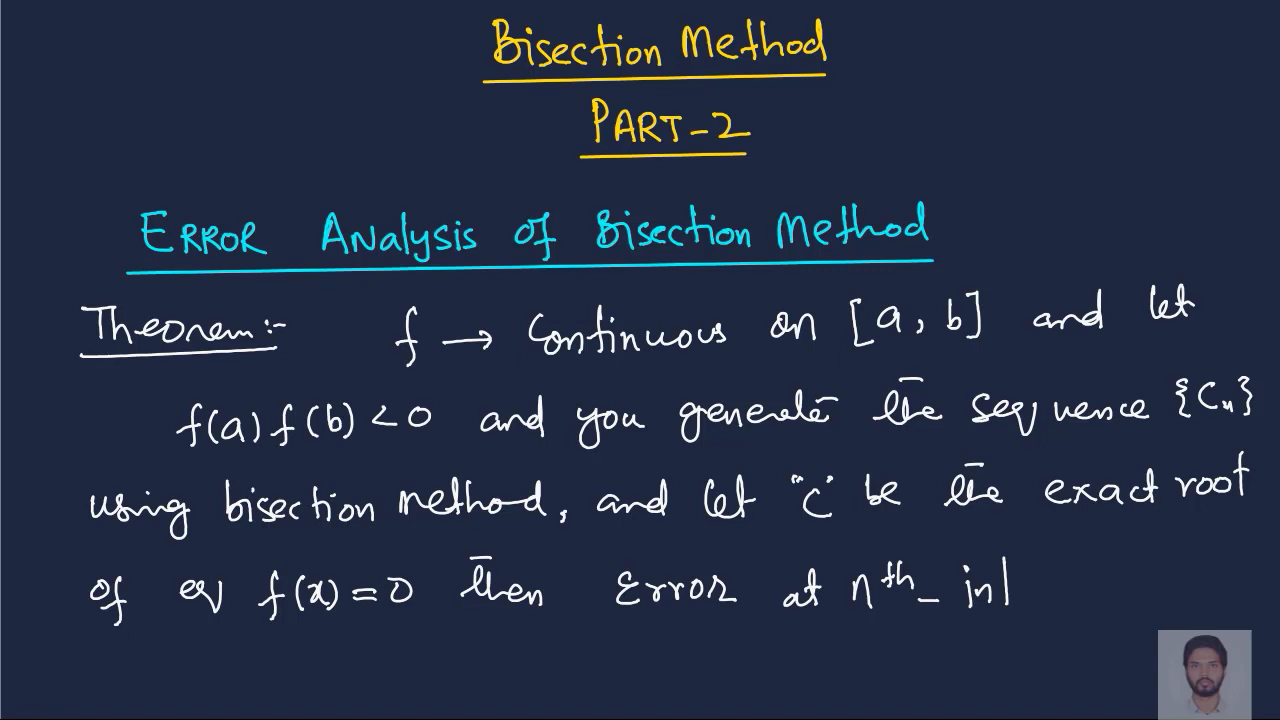 Bisection Method
PART-2
ERROR Analysis of Bisection Method
Theorem:- f → Continuous on [a, b] and let
f(a) f(b) < 0 and you generate the sequence {Cn}
using bisection method, and let "c" be the exact root
of eq f(x) = 0 then Error at nth - in